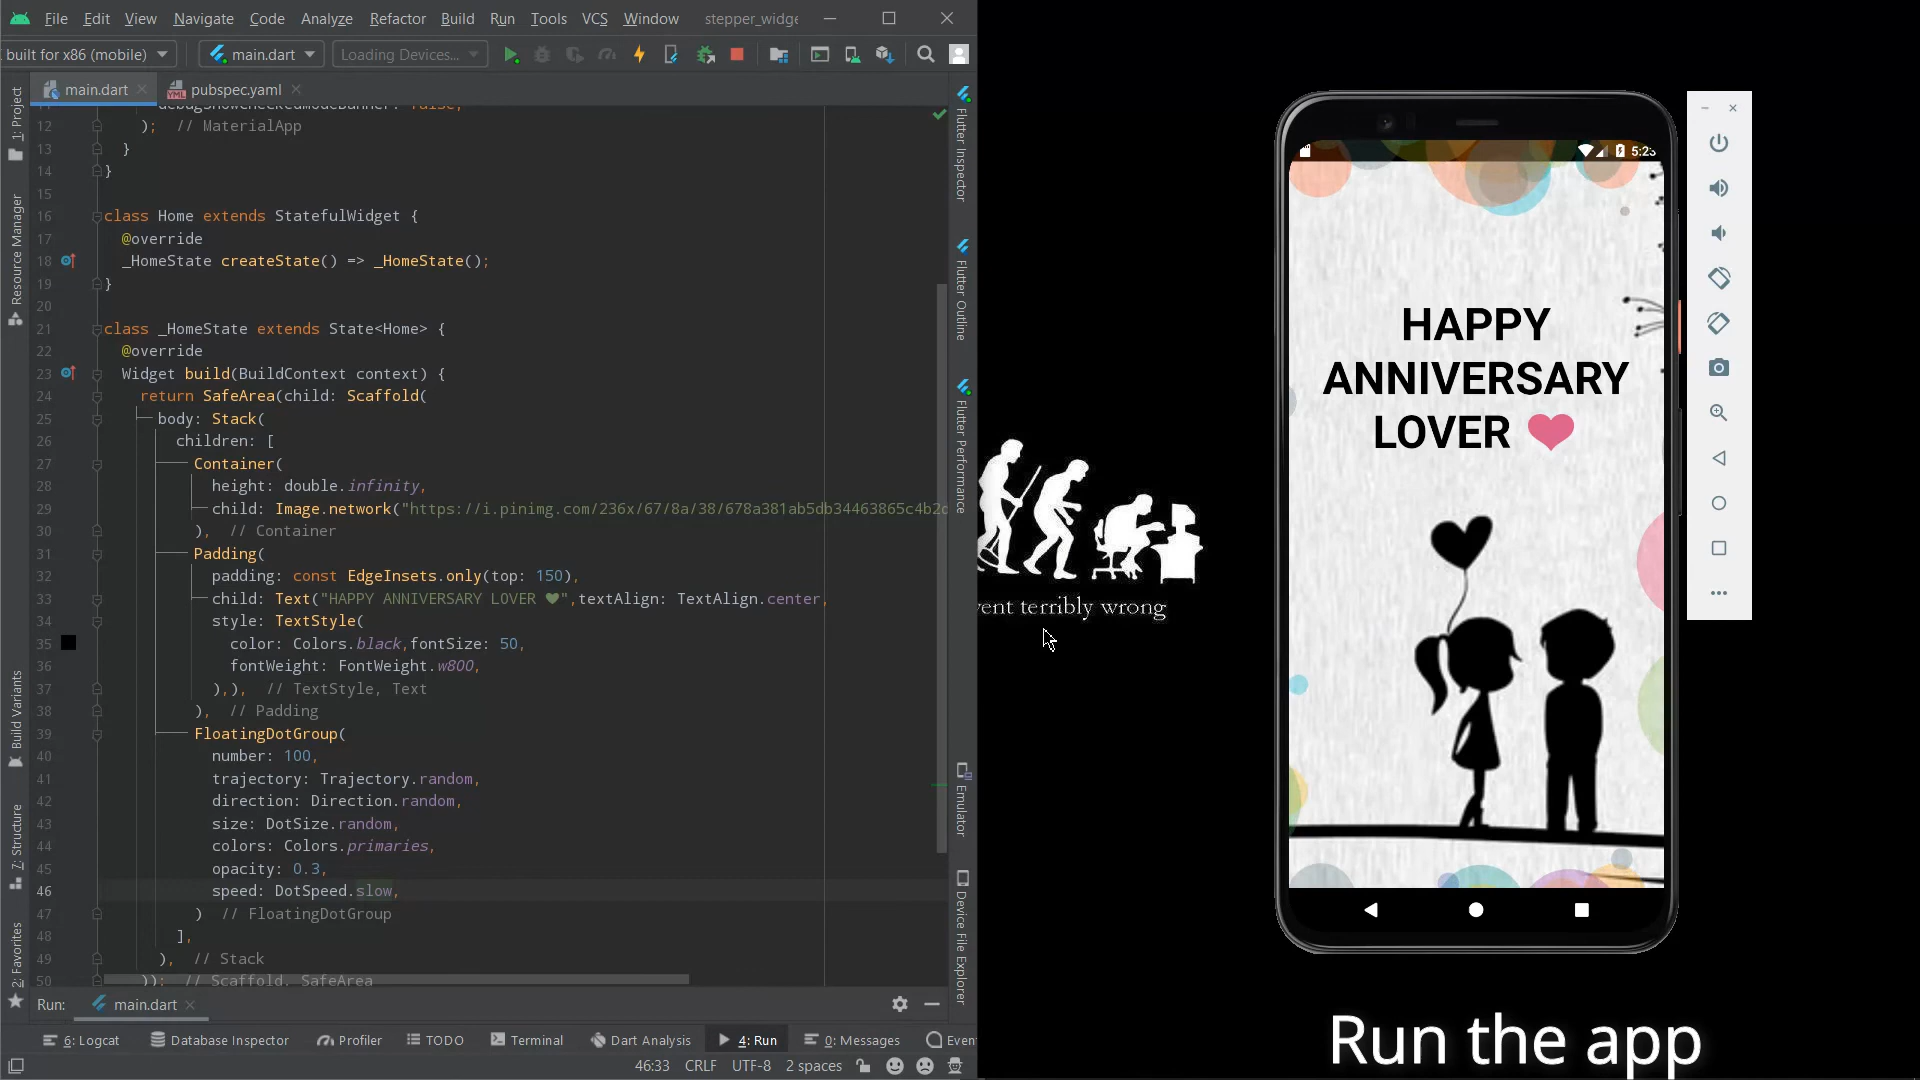 File Edit View Navigate Code Analyze Refactor Build Run Tools VCS Window stepper_widge
built for x86 (mobile) main.dart Loading Devices...
main.dart pubspec.yaml
12 ); // MaterialApp
13 }
14 }
15
16 class Home extends StatefulWidget {
17 @override
18 _HomeState createState() => _HomeState();
19 }
20
21 class _HomeState extends State<Home> {
22 @override
23 Widget build(BuildContext context) {
24 return SafeArea(child: Scaffold(
25 body: Stack(
26 children: [
27 Container(
28 height: double.infinity,
29 child: Image.network("https://i.pinimg.com/236x/67/8a/38/678a381ab5db34463865c4b2d
30 ), // Container
31 Padding(
32 padding: const EdgeInsets.only(top: 150),
33 child: Text("HAPPY ANNIVERSARY LOVER ❤",textAlign: TextAlign.center,
34 style: TextStyle(
35 color: Colors.black,fontSize: 50,
36 fontWeight: FontWeight.w800,
37 ),), // TextStyle, Text
38 ), // Padding
39 FloatingDotGroup(
40 number: 100,
41 trajectory: Trajectory.random,
42 direction: Direction.random,
43 size: DotSize.random,
44 colors: Colors.primaries,
45 opacity: 0.3,
46 speed: DotSpeed.slow,
47 ) // FloatingDotGroup
48 ],
49 ), // Stack
50 )); // Scaffold, SafeArea
1: Project
Resource Manager
Build Variants
7: Structure
2: Favorites
Flutter Inspector
Flutter Outline
Flutter Performance
Emulator
Device File Explorer
Run: main.dart
6: Logcat Database Inspector Profiler TODO Terminal Dart Analysis 4: Run 0: Messages Even
46:33 CRLF UTF-8 2 spaces
terribly wrong
HAPPY
ANNIVERSARY
LOVER ❤
Run the app